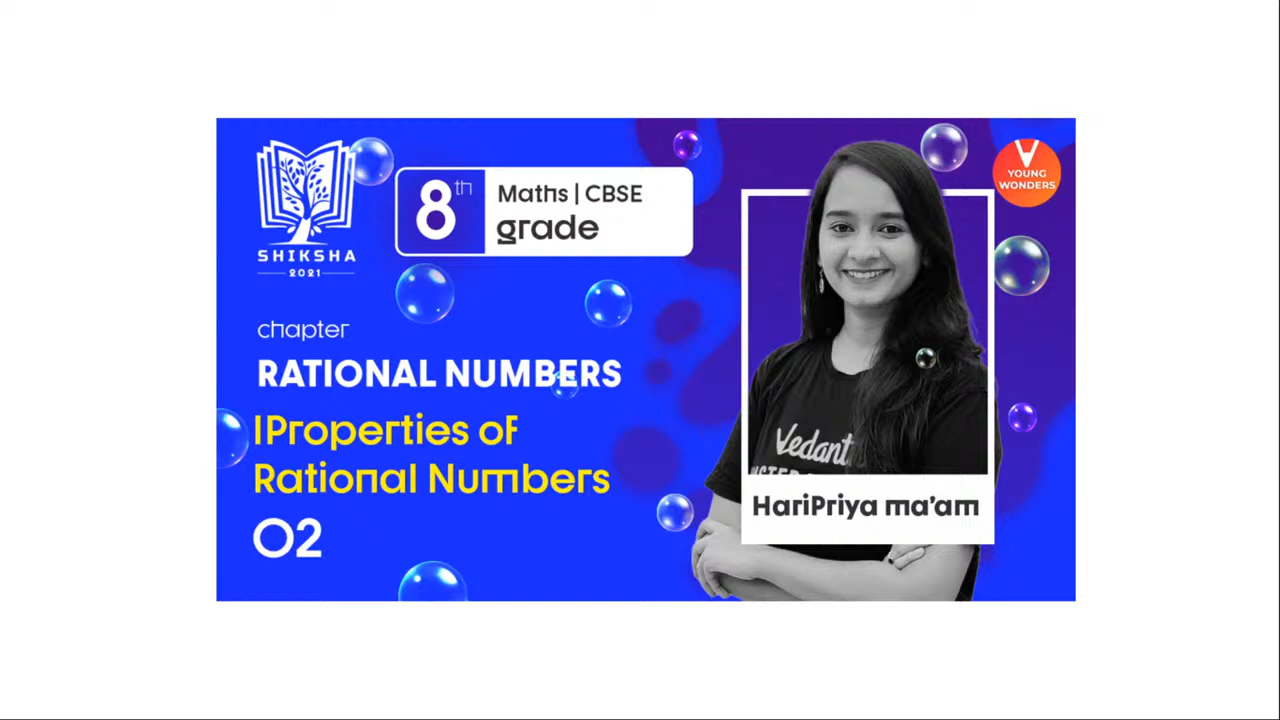 SHIKSHA
2021
8th
Maths | CBSE
grade
chapter
RATIONAL NUMBERS
|Properties of
Rational Numbers
02
YOUNG
WONDERS
Vedant
HariPriya ma'am